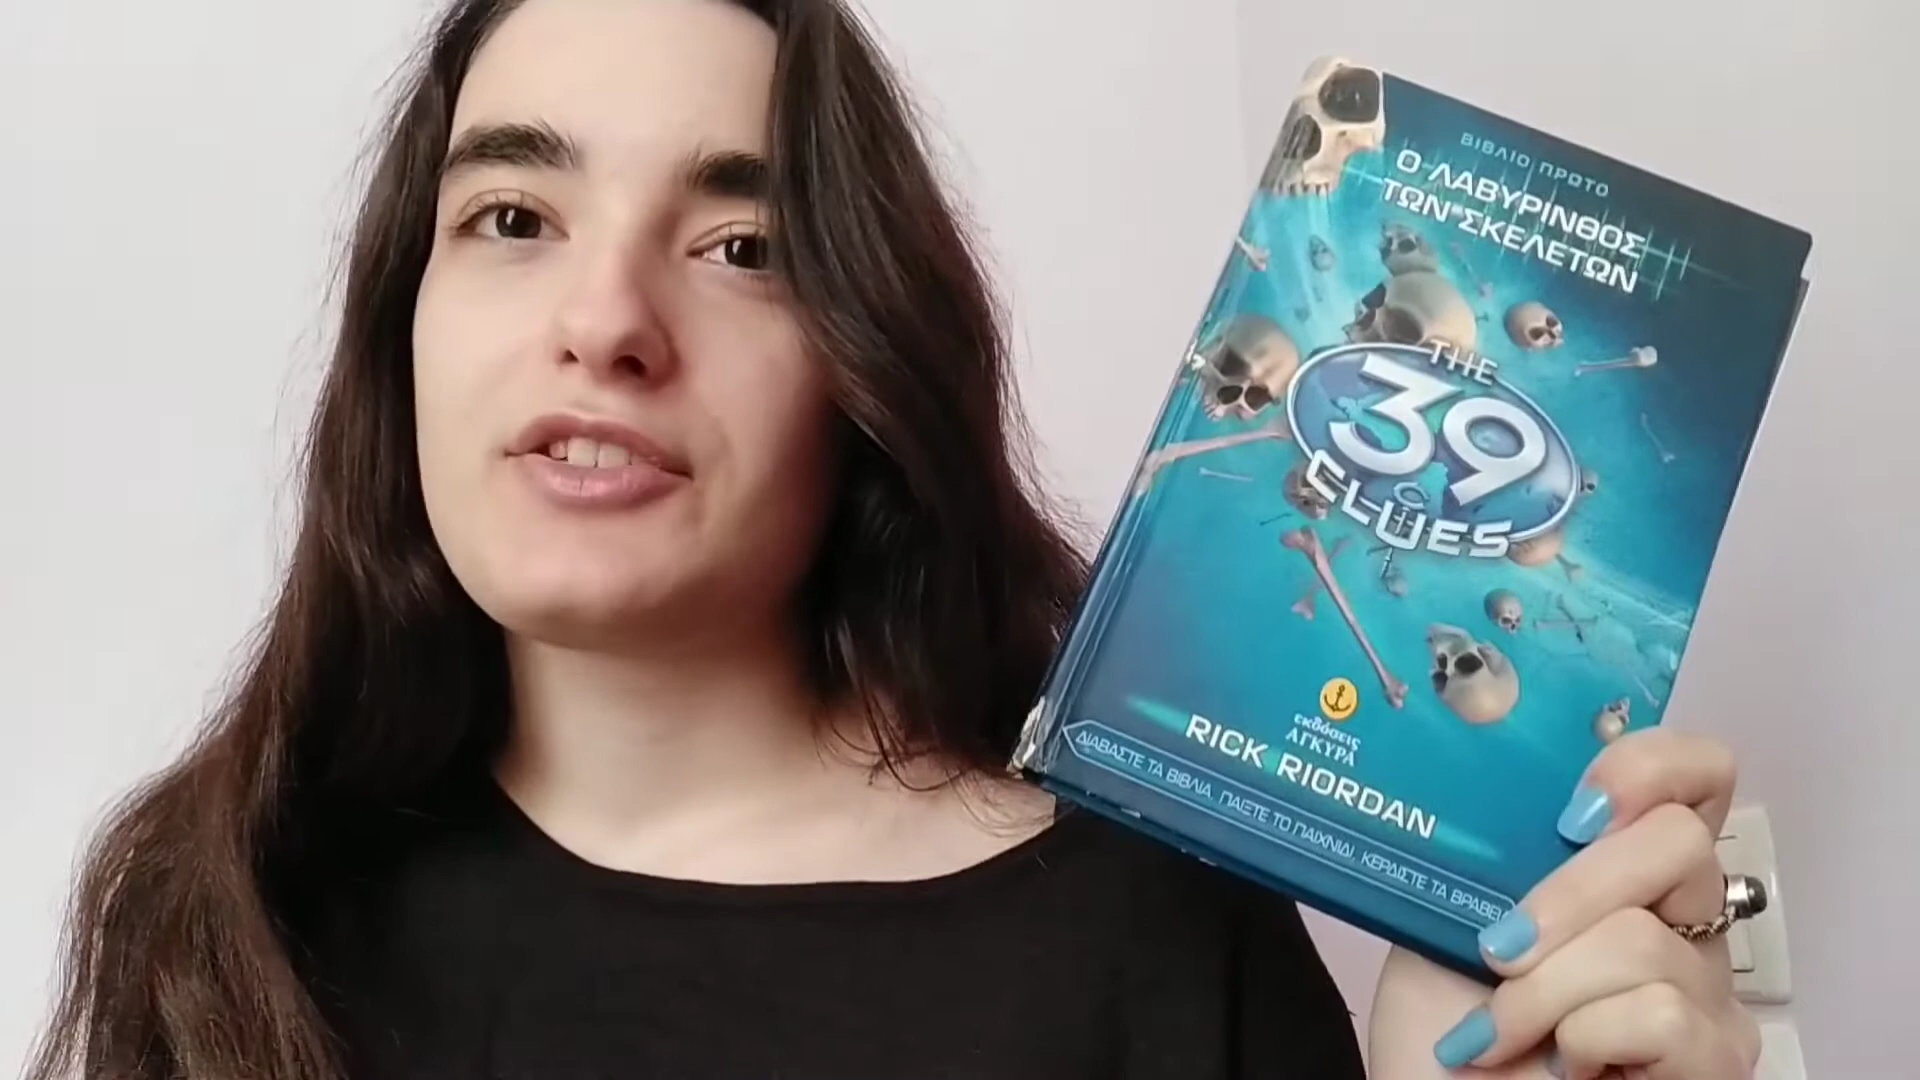 ΒΙΒΛΙΟ ΠΡΩΤΟ
Ο ΛΑΒΥΡΙΝΘΟΣ
ΤΩΝ ΣΚΕΛΕΤΩΝ
THE
39
CLUES
εκδόσεις
ΑΓΚΥΡΑ
RICK RIORDAN
ΔΙΑΒΑΣΤΕ ΤΑ ΒΙΒΛΙΑ, ΠΑΙΞΤΕ ΤΟ ΠΑΙΧΝΙΔΙ, ΚΕΡΔΙΣΤΕ ΤΑ